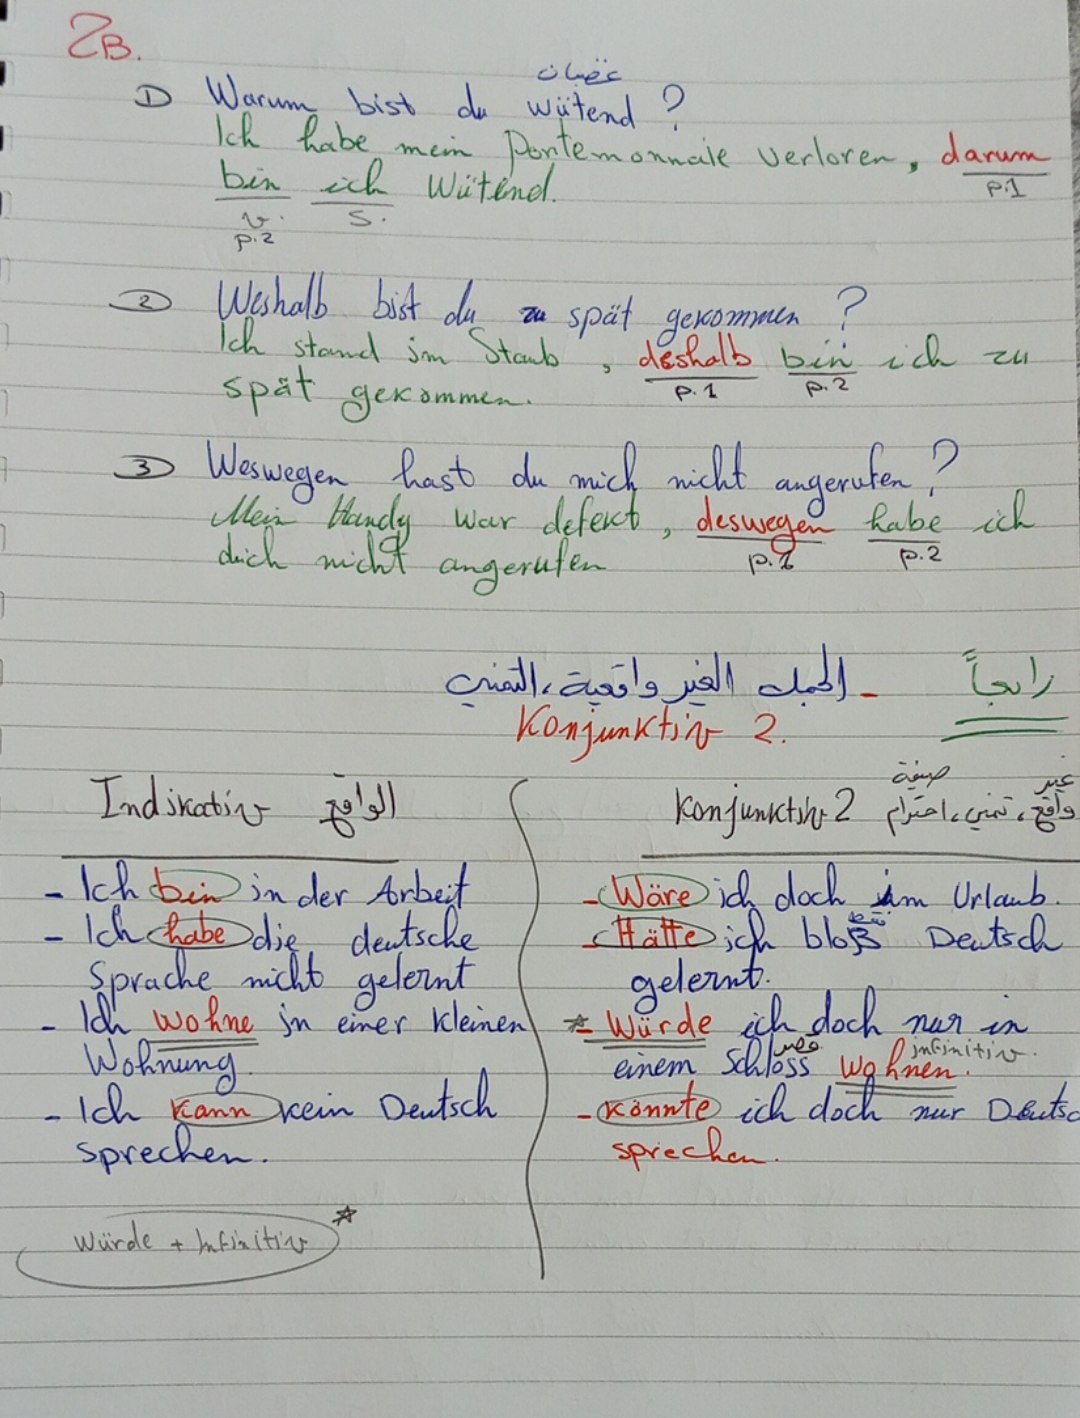 ZB.
غضبان
① Warum bist du wütend ?
Ich habe mein Portemonnaie verloren, darum
p.1
bin ich wütend.
v. s.
p.2
② Weshalb bist du zu spät gekommen ?
Ich stand im Staub , deshalb bin ich zu
p.1 p.2
spät gekommen.
③ Weswegen hast du mich nicht angerufen ?
Mein Handy war defekt , deswegen habe ich
p.1 p.2
dich nicht angerufen
رابعاً - الجمل الغير واقعية، التمني
Konjunktiv 2.
Indikativ الواقع
- Ich bin in der Arbeit
- Ich habe die deutsche
Sprache nicht gelernt
- Ich wohne in einer kleinen
Wohnung.
- Ich kann kein Deutsch
sprechen.
Würde + Infinitiv *
Konjunktiv 2 غير واقع، تمني، صيغة احترام
- Wäre ich doch im Urlaub.
فقط
- Hätte ich bloß Deutsch
gelernt.
* - Würde ich doch nur in
قصر infinitiv.
einem Schloss wohnen.
- könnte ich doch nur Deutsc
sprechen.